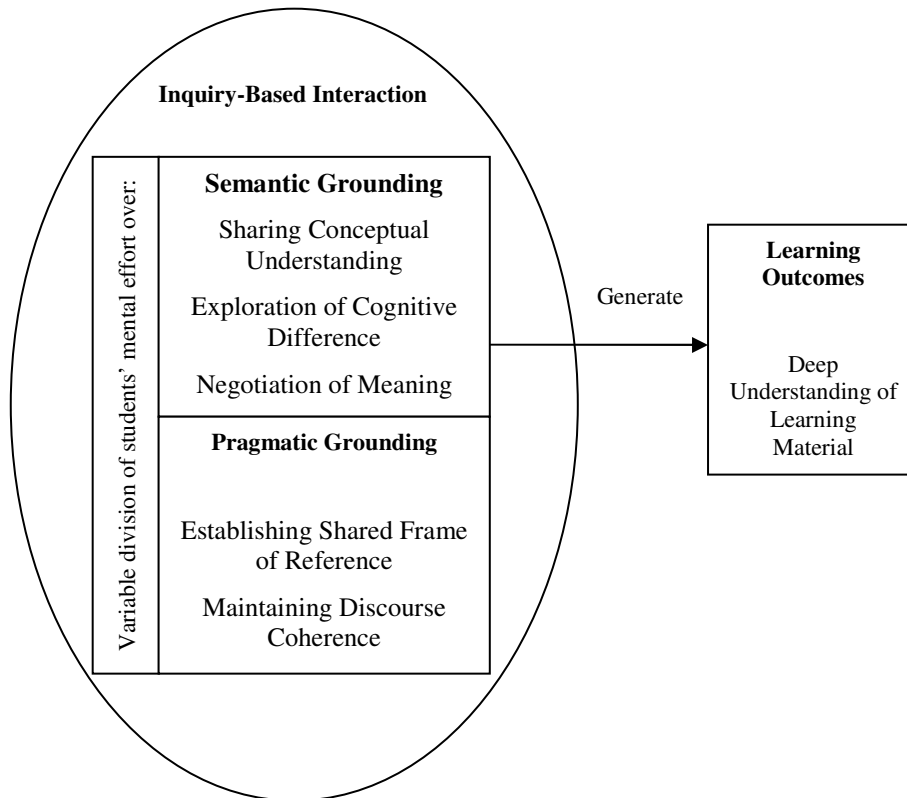 Inquiry-Based Interaction
Variable division of students’ mental effort over:
Semantic Grounding
Sharing Conceptual
Understanding
Exploration of Cognitive
Difference
Negotiation of Meaning
Pragmatic Grounding
Establishing Shared Frame
of Reference
Maintaining Discourse
Coherence
Generate
Learning
Outcomes
Deep
Understanding of
Learning
Material